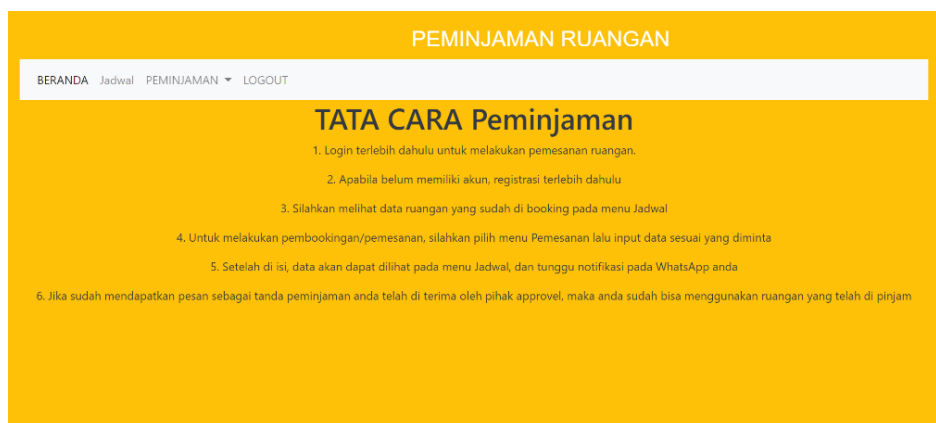 PEMINJAMAN RUANGAN
BERANDA Jadwal PEMINJAMAN LOGOUT
TATA CARA Peminjaman
1. Login terlebih dahulu untuk melakukan pemesanan ruangan.
2. Apabila belum memiliki akun, registrasi terlebih dahulu
3. Silahkan melihat data ruangan yang sudah di booking pada menu Jadwal
4. Untuk melakukan pembookingan/pemesanan, silahkan pilih menu Pemesanan lalu input data sesuai yang diminta
5. Setelah di isi, data akan dapat dilihat pada menu Jadwal, dan tunggu notifikasi pada WhatsApp anda
6. Jika sudah mendapatkan pesan sebagai tanda peminjaman anda telah di terima oleh pihak approvel, maka anda sudah bisa menggunakan ruangan yang telah di pinjam